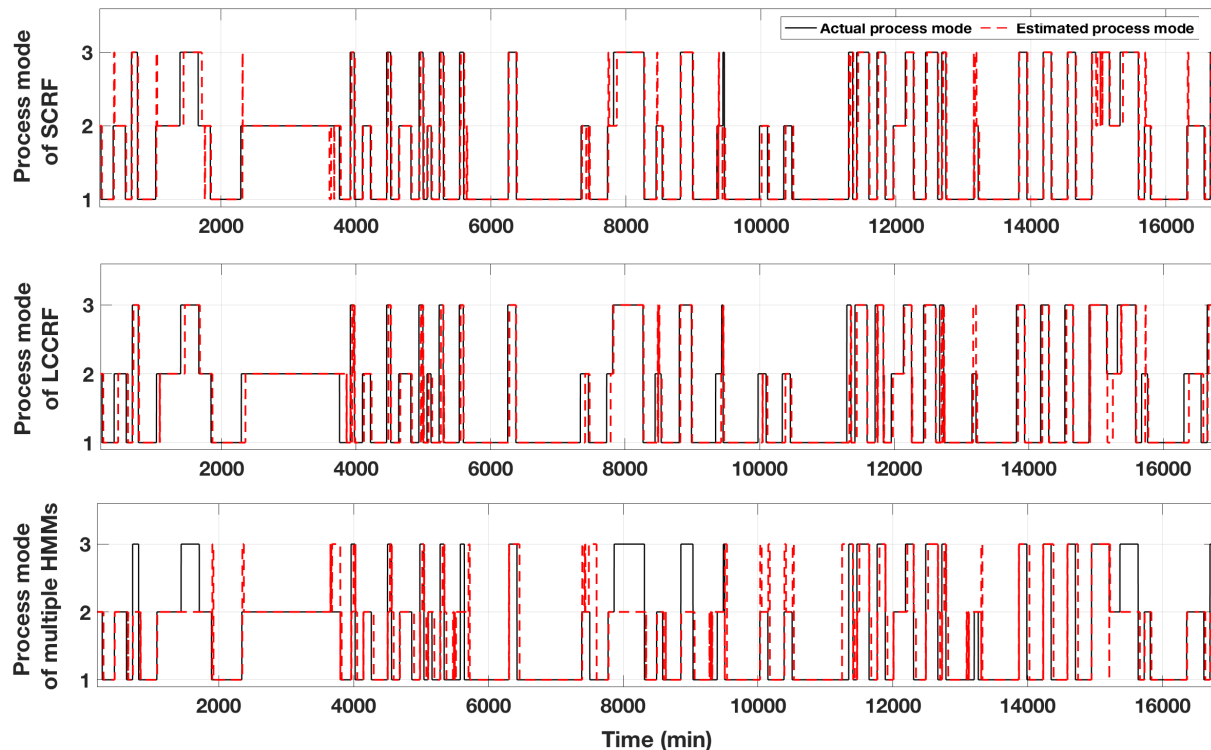 Actual process mode Estimated process mode
Process mode
of SCRF
3
2
1
2000 4000 6000 8000 10000 12000 14000 16000
Process mode
of LCCRF
3
2
1
2000 4000 6000 8000 10000 12000 14000 16000
Process mode
of multiple HMMs
3
2
1
2000 4000 6000 8000 10000 12000 14000 16000
Time (min)